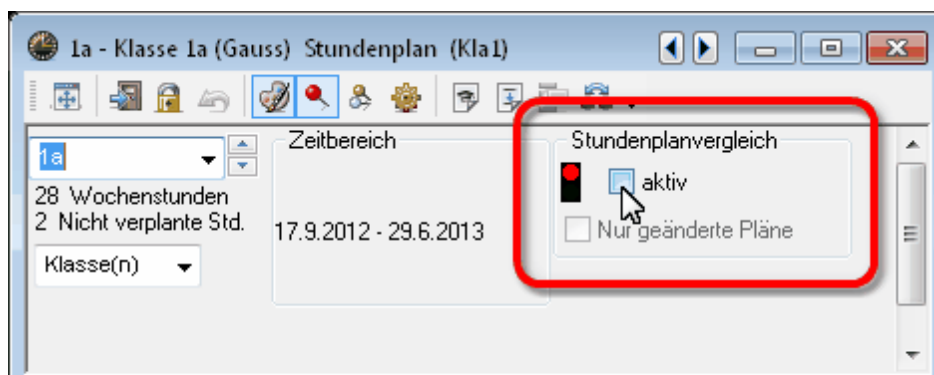 1a - Klasse 1a (Gauss) Stundenplan (Kla1)
1a
28 Wochenstunden
2 Nicht verplante Std.
Klasse(n)
Zeitbereich
17.9.2012 - 29.6.2013
Stundenplanvergleich
aktiv
Nur geänderte Pläne